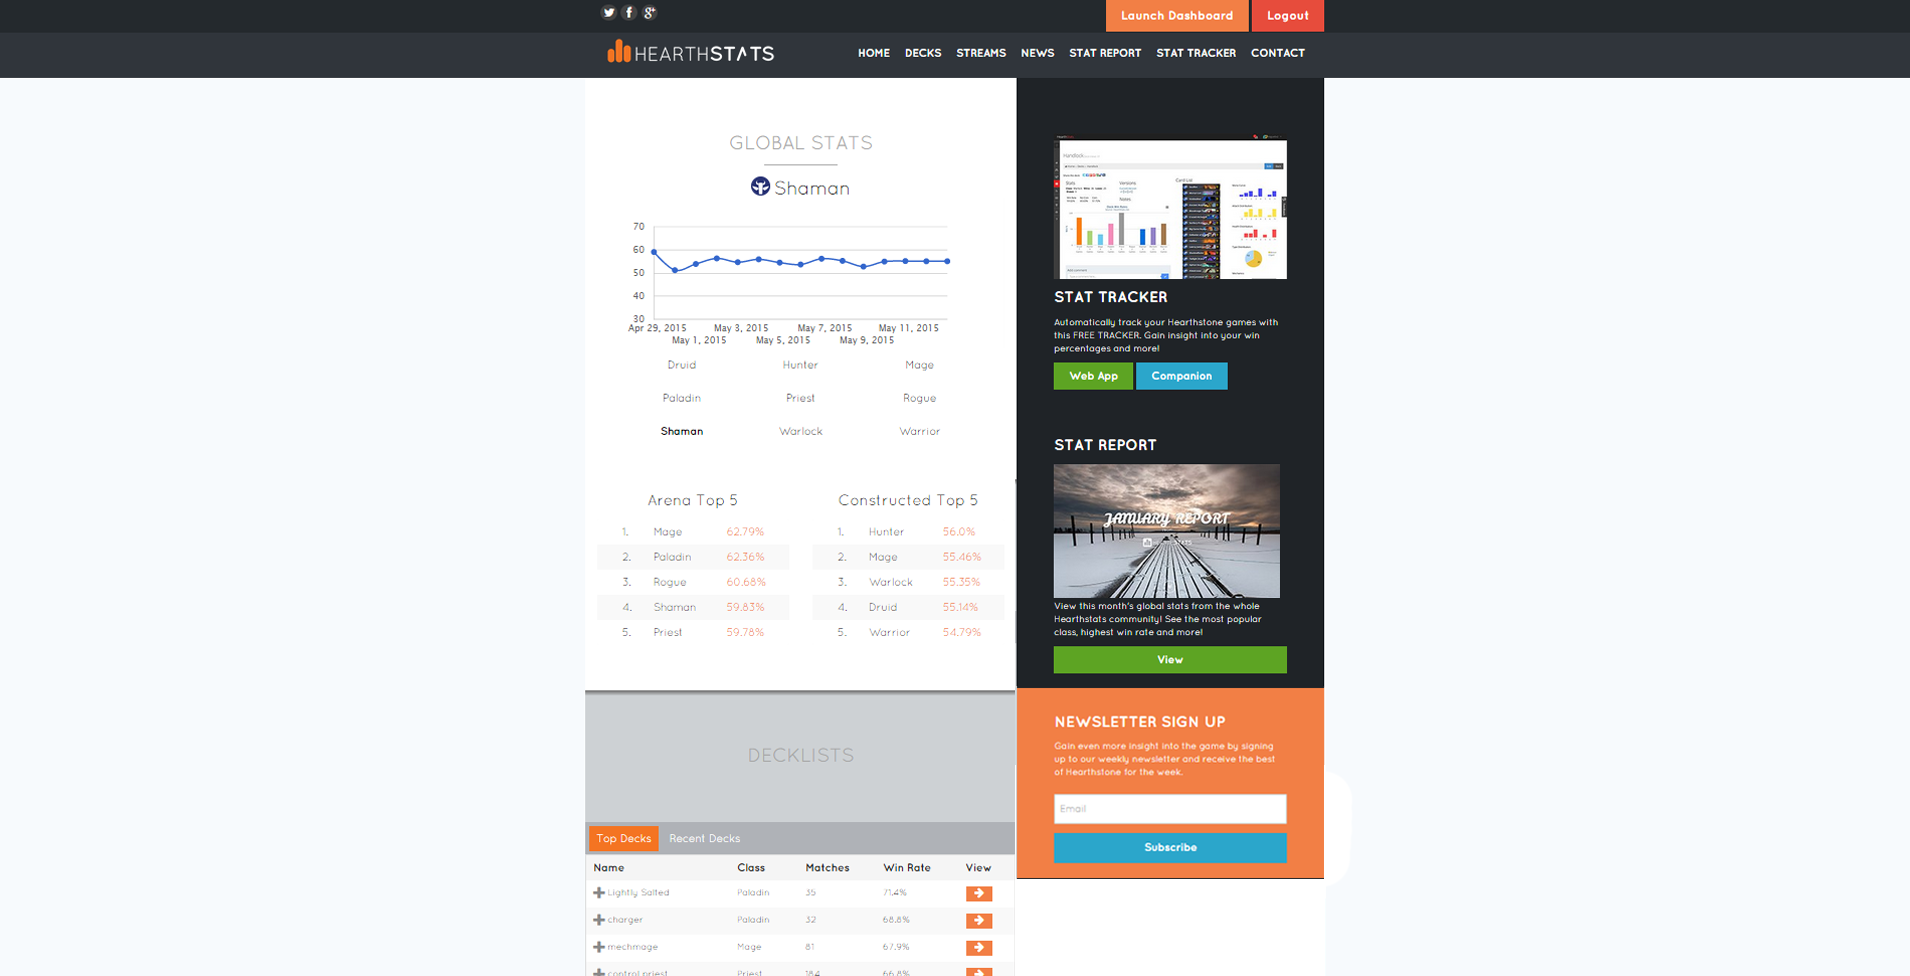 Launch Dashboard
Logout
HEARTHSTATS
HOME DECKS STREAMS NEWS STAT REPORT STAT TRACKER CONTACT
GLOBAL STATS
Shaman
70
60
50
40
30
Apr 29, 2015 May 3, 2015 May 7, 2015 May 11, 2015
May 1, 2015 May 5, 2015 May 9, 2015
Druid Hunter Mage
Paladin Priest Rogue
Shaman Warlock Warrior
Arena Top 5
1. Mage 62.79%
2. Paladin 62.36%
3. Rogue 60.68%
4. Shaman 59.83%
5. Priest 59.78%
Constructed Top 5
1. Hunter 56.0%
2. Mage 55.46%
3. Warlock 55.35%
4. Druid 55.14%
5. Warrior 54.79%
DECKLISTS
Top Decks Recent Decks
Name Class Matches Win Rate View
Lightly Salted Paladin 35 71.4%
charger Paladin 32 68.8%
mechmage Mage 81 67.9%
control priest Priest 184 66.8%
Handlock
Stats
Versions
Notes
Card List
STAT TRACKER
Automatically track your Hearthstone games with
this FREE TRACKER. Gain insight into your win
percentages and more!
Web App Companion
STAT REPORT
JANUARY REPORT
View this month's global stats from the whole
Hearthstats community! See the most popular
class, highest win rate and more!
View
NEWSLETTER SIGN UP
Gain even more insight into the game by signing
up to our weekly newsletter and receive the best
of Hearthstone for the week.
Email
Subscribe